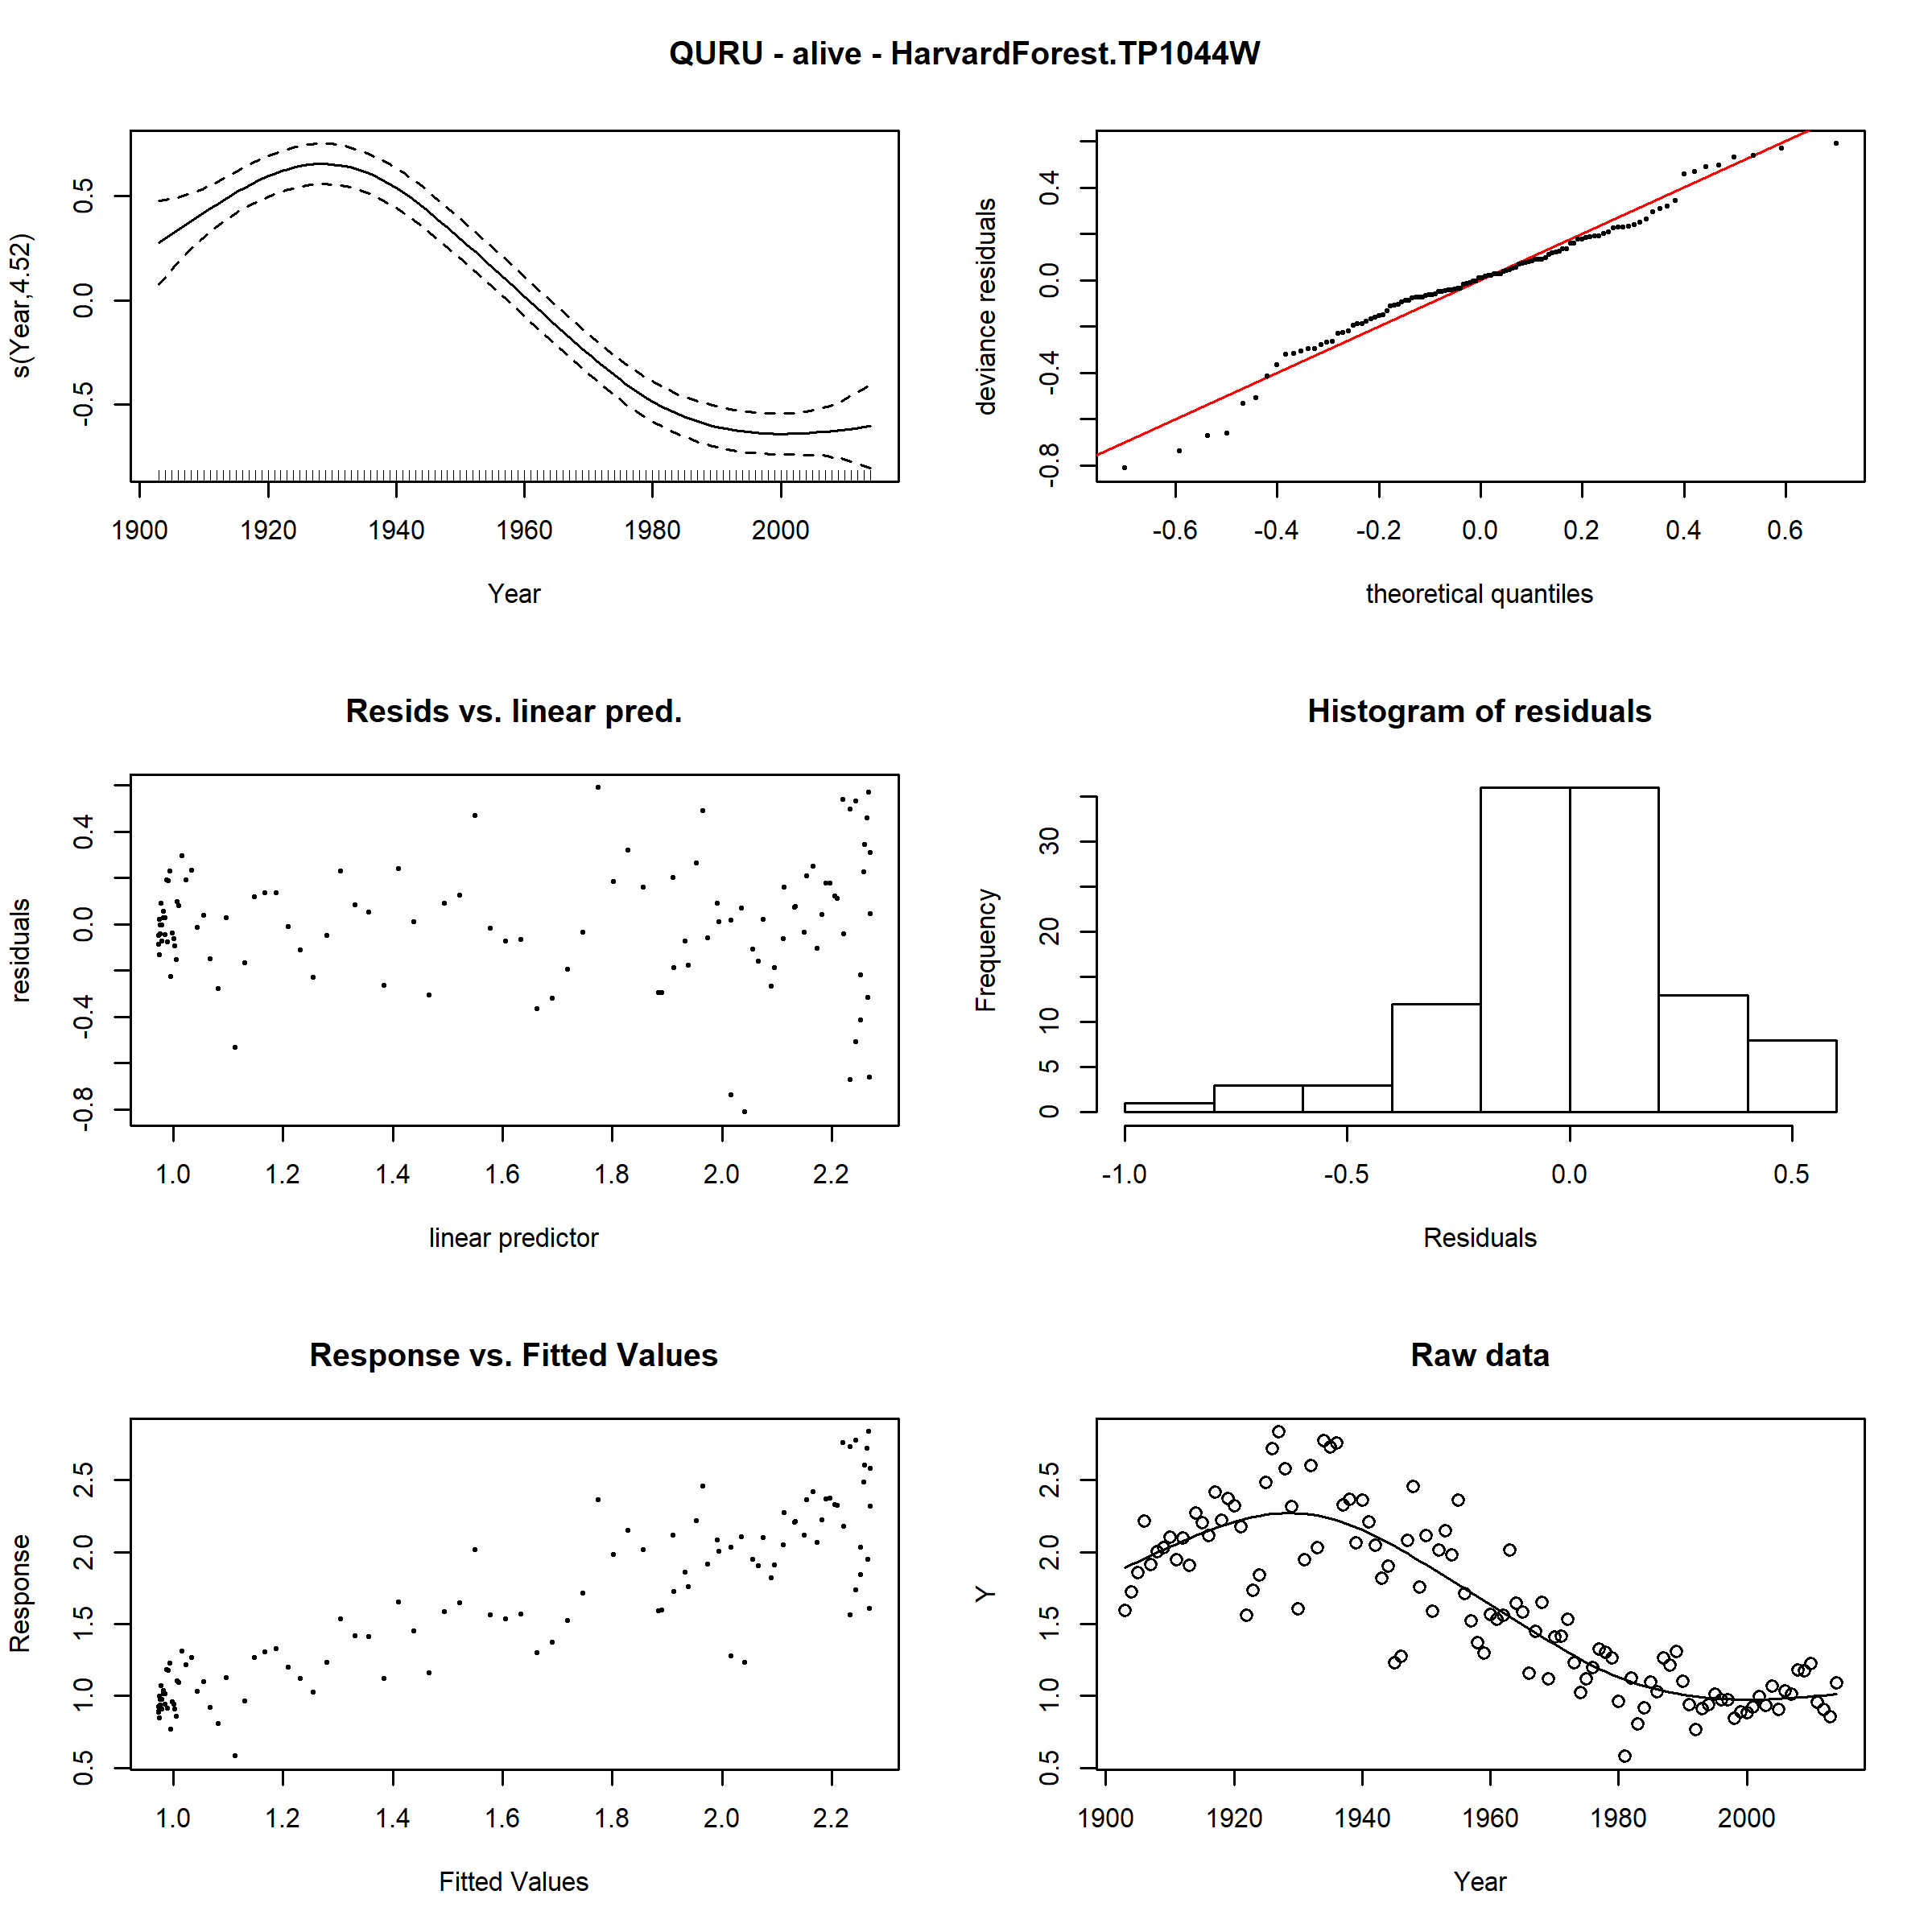 QURU - alive - HarvardForest.TP1044W
s(Year,4.52)
0.5
0.0
-0.5
1900 1920 1940 1960 1980 2000
Year
deviance residuals
0.4
0.0
-0.4
-0.8
-0.6 -0.4 -0.2 0.0 0.2 0.4 0.6
theoretical quantiles
Resids vs. linear pred.
residuals
0.4
0.0
-0.4
-0.8
1.0 1.2 1.4 1.6 1.8 2.0 2.2
linear predictor
Histogram of residuals
Frequency
30
20
10
5
0
-1.0 -0.5 0.0 0.5
Residuals
Response vs. Fitted Values
Response
2.5
2.0
1.5
1.0
0.5
1.0 1.2 1.4 1.6 1.8 2.0 2.2
Fitted Values
Raw data
Y
2.5
2.0
1.5
1.0
0.5
1900 1920 1940 1960 1980 2000
Year